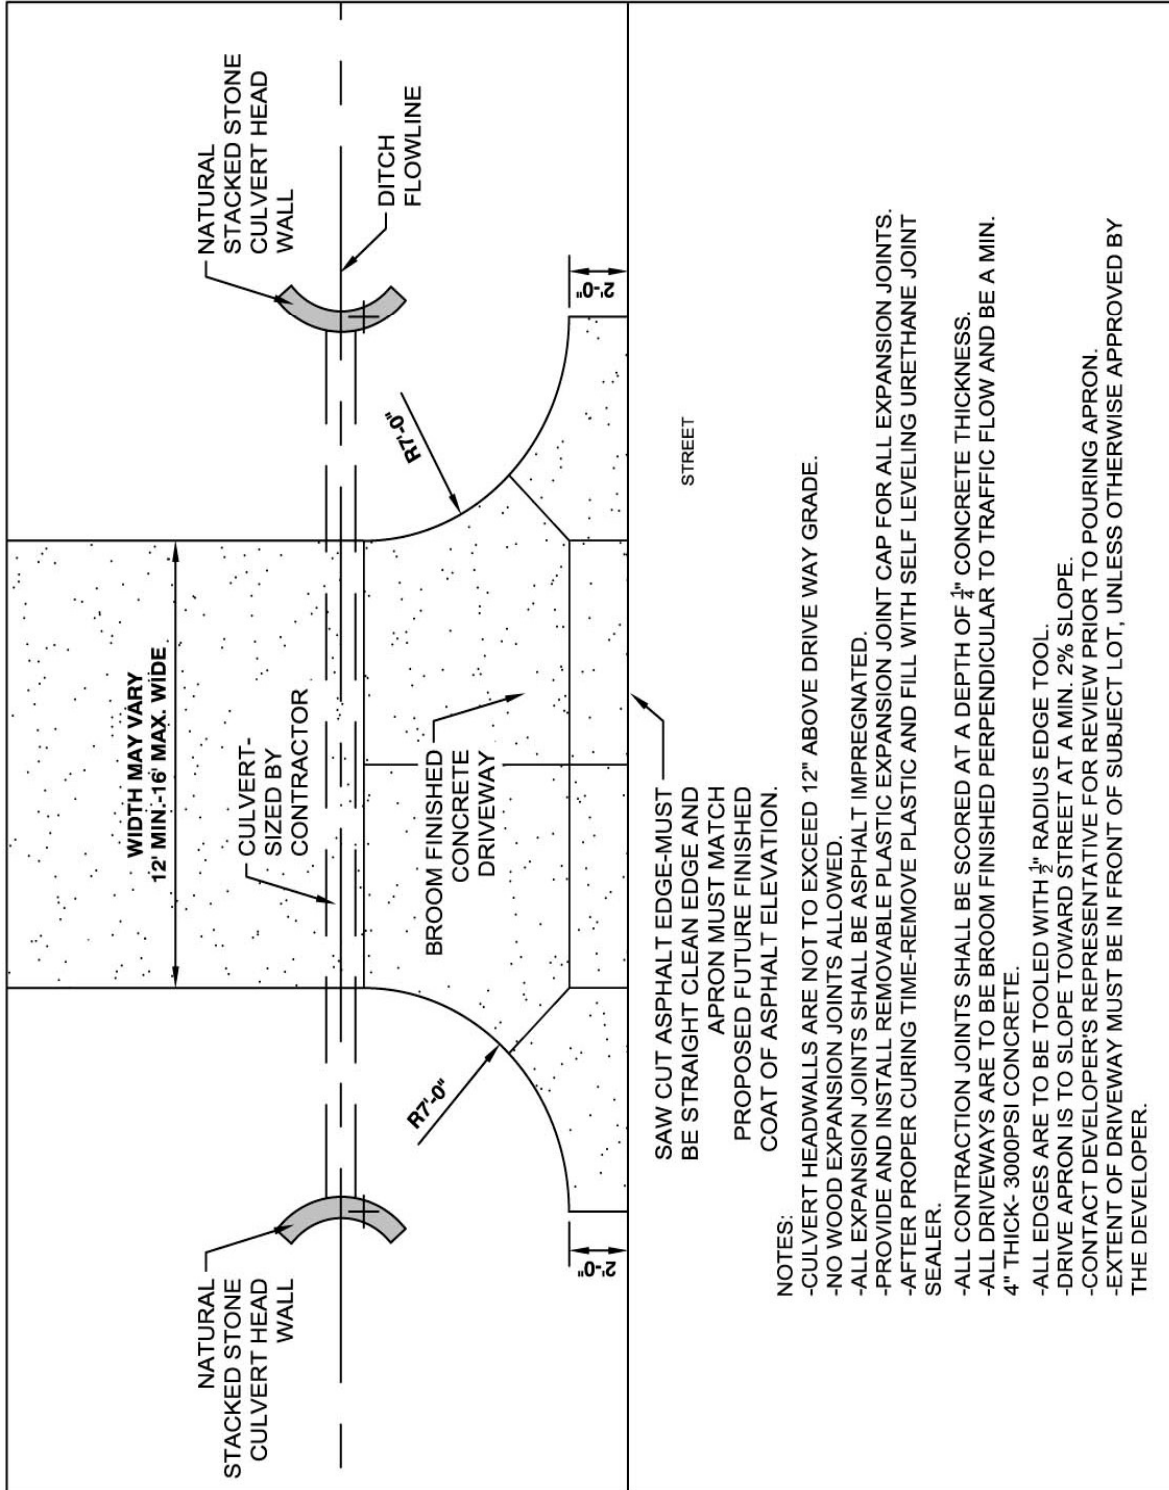 NATURAL
STACKED STONE
CULVERT HEAD
WALL
NATURAL
STACKED STONE
CULVERT HEAD
WALL
DITCH
FLOWLINE
WIDTH MAY VARY
12' MIN.-16' MAX. WIDE
CULVERT-
SIZED BY
CONTRACTOR
R7'-0"
R7'-0"
BROOM FINISHED
CONCRETE
DRIVEWAY
2'-0"
2'-0"
SAW CUT ASPHALT EDGE-MUST
BE STRAIGHT CLEAN EDGE AND
APRON MUST MATCH
PROPOSED FUTURE FINISHED
COAT OF ASPHALT ELEVATION.
STREET
NOTES:
-CULVERT HEADWALLS ARE NOT TO EXCEED 12" ABOVE DRIVE WAY GRADE.
-NO WOOD EXPANSION JOINTS ALLOWED.
-ALL EXPANSION JOINTS SHALL BE ASPHALT IMPREGNATED.
-PROVIDE AND INSTALL REMOVABLE PLASTIC EXPANSION JOINT CAP FOR ALL EXPANSION JOINTS.
-AFTER PROPER CURING TIME-REMOVE PLASTIC AND FILL WITH SELF LEVELING URETHANE JOINT
SEALER.
-ALL CONTRACTION JOINTS SHALL BE SCORED AT A DEPTH OF 1/4" CONCRETE THICKNESS.
-ALL DRIVEWAYS ARE TO BE BROOM FINISHED PERPENDICULAR TO TRAFFIC FLOW AND BE A MIN.
4" THICK- 3000PSI CONCRETE.
-ALL EDGES ARE TO BE TOOLED WITH 1/2" RADIUS EDGE TOOL.
-DRIVE APRON IS TO SLOPE TOWARD STREET AT A MIN. 2% SLOPE.
-CONTACT DEVELOPER'S REPRESENTATIVE FOR REVIEW PRIOR TO POURING APRON.
-EXTENT OF DRIVEWAY MUST BE IN FRONT OF SUBJECT LOT, UNLESS OTHERWISE APPROVED BY
THE DEVELOPER.